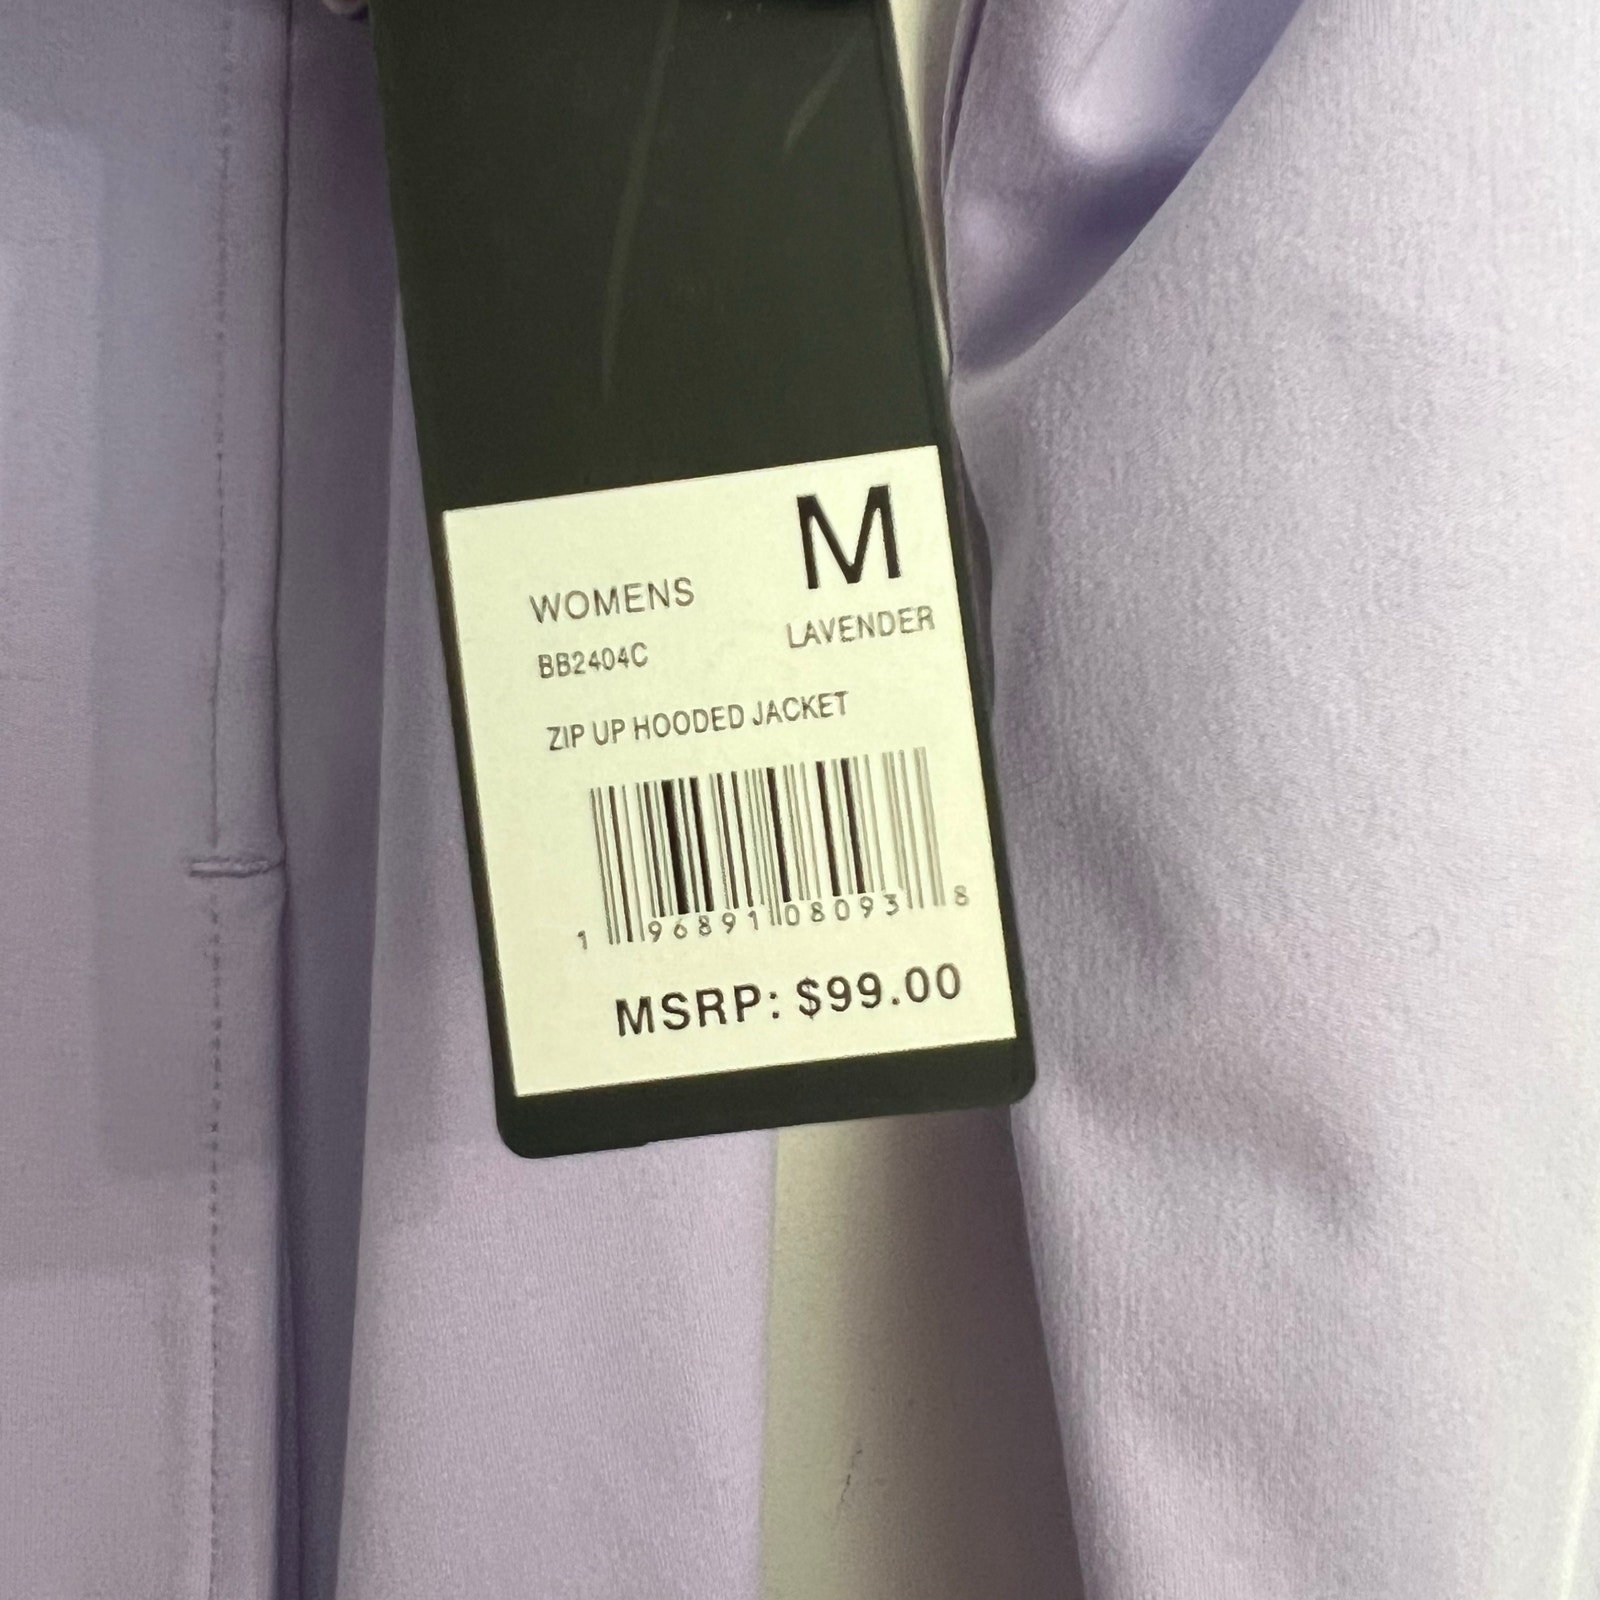 M
WOMENS
LAVENDER
BB2404C
ZIP UP HOODED JACKET
1 96891 08093 8
MSRP: $99.00